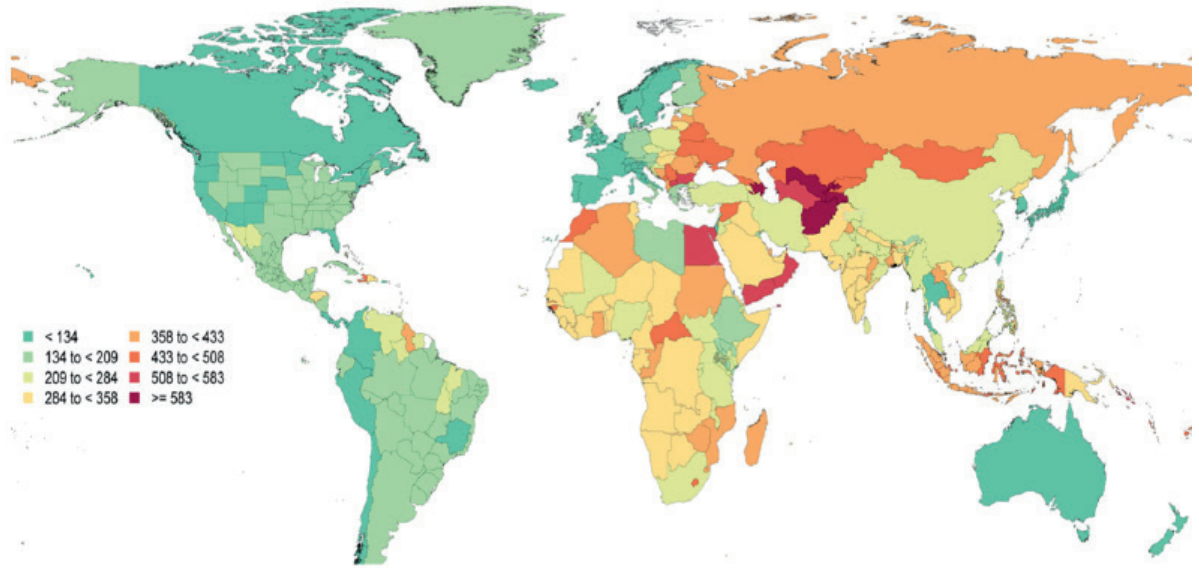 < 134
134 to < 209
209 to < 284
284 to < 358
358 to < 433
433 to < 508
508 to < 583
>= 583